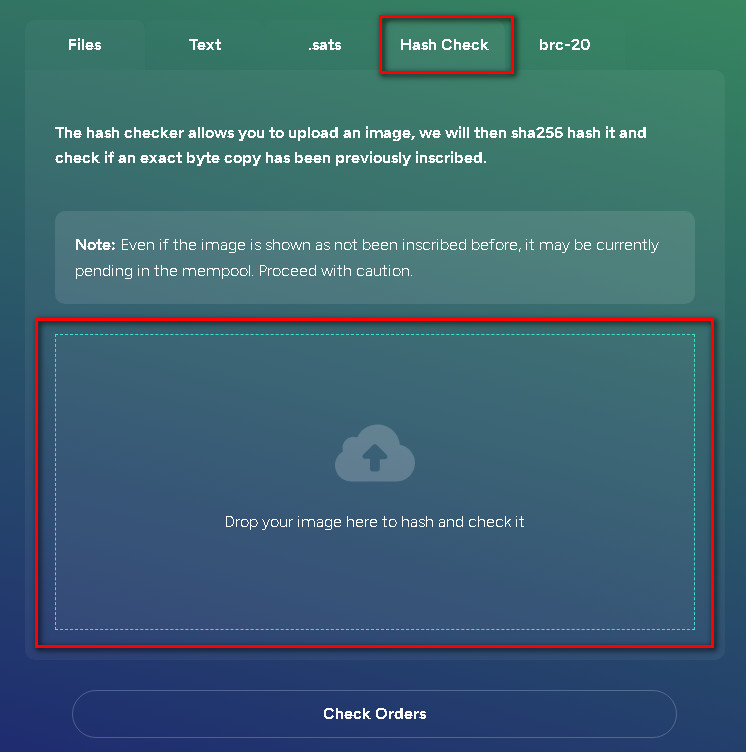 Files
Text
.sats
Hash Check
brc-20
The hash checker allows you to upload an image, we will then sha256 hash it and
check if an exact byte copy has been previously inscribed.
Note: Even if the image is shown as not been inscribed before, it may be currently
pending in the mempool. Proceed with caution.
Drop your image here to hash and check it
Check Orders